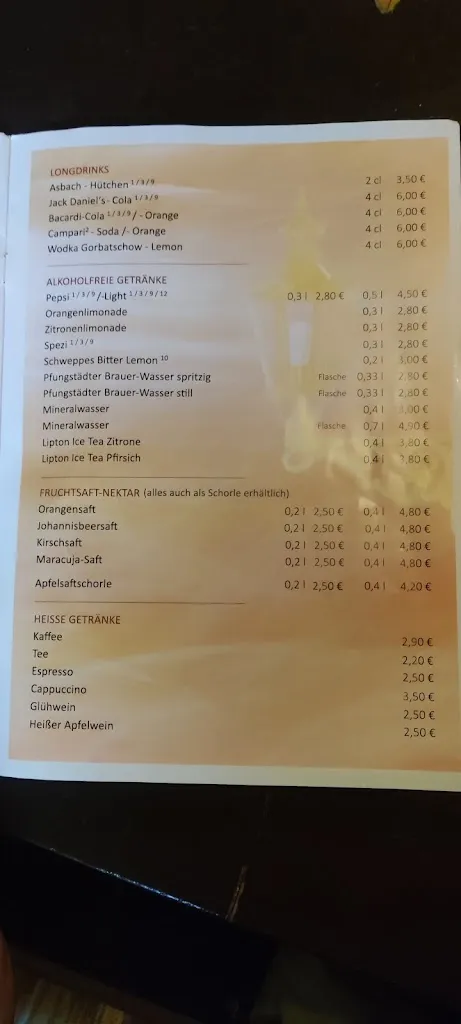 LONGDRINKS
Asbach - Hütchen 1/3/9 2 cl 3,50 €
Jack Daniel's - Cola 1/3/9 4 cl 6,00 €
Bacardi-Cola 1/3/9 / - Orange 4 cl 6,00 €
Campari² - Soda /- Orange 4 cl 6,00 €
Wodka Gorbatschow - Lemon 4 cl 6,00 €
ALKOHOLFREIE GETRÄNKE
Pepsi 1/3/9 /-Light 1/3/9/12 0,3 l 2,80 € 0,5 l 4,50 €
Orangenlimonade 0,3 l 2,80 €
Zitronenlimonade 0,3 l 2,80 €
Spezi 1/3/9 0,3 l 2,80 €
Schweppes Bitter Lemon 10 0,2 l 3,00 €
Pfungstädter Brauer-Wasser spritzig Flasche 0,33 l 2,80 €
Pfungstädter Brauer-Wasser still Flasche 0,33 l 2,80 €
Mineralwasser 0,4 l 3,00 €
Mineralwasser Flasche 0,7 l 4,90 €
Lipton Ice Tea Zitrone 0,4 l 3,80 €
Lipton Ice Tea Pfirsich 0,4 l 3,80 €
FRUCHTSAFT-NEKTAR (alles auch als Schorle erhältlich)
Orangensaft 0,2 l 2,50 € 0,4 l 4,80 €
Johannisbeersaft 0,2 l 2,50 € 0,4 l 4,80 €
Kirschsaft 0,2 l 2,50 € 0,4 l 4,80 €
Maracuja-Saft 0,2 l 2,50 € 0,4 l 4,80 €
Apfelsaftschorle 0,2 l 2,50 € 0,4 l 4,20 €
HEISSE GETRÄNKE
Kaffee 2,90 €
Tee 2,20 €
Espresso 2,50 €
Cappuccino 3,50 €
Glühwein 2,50 €
Heißer Apfelwein 2,50 €